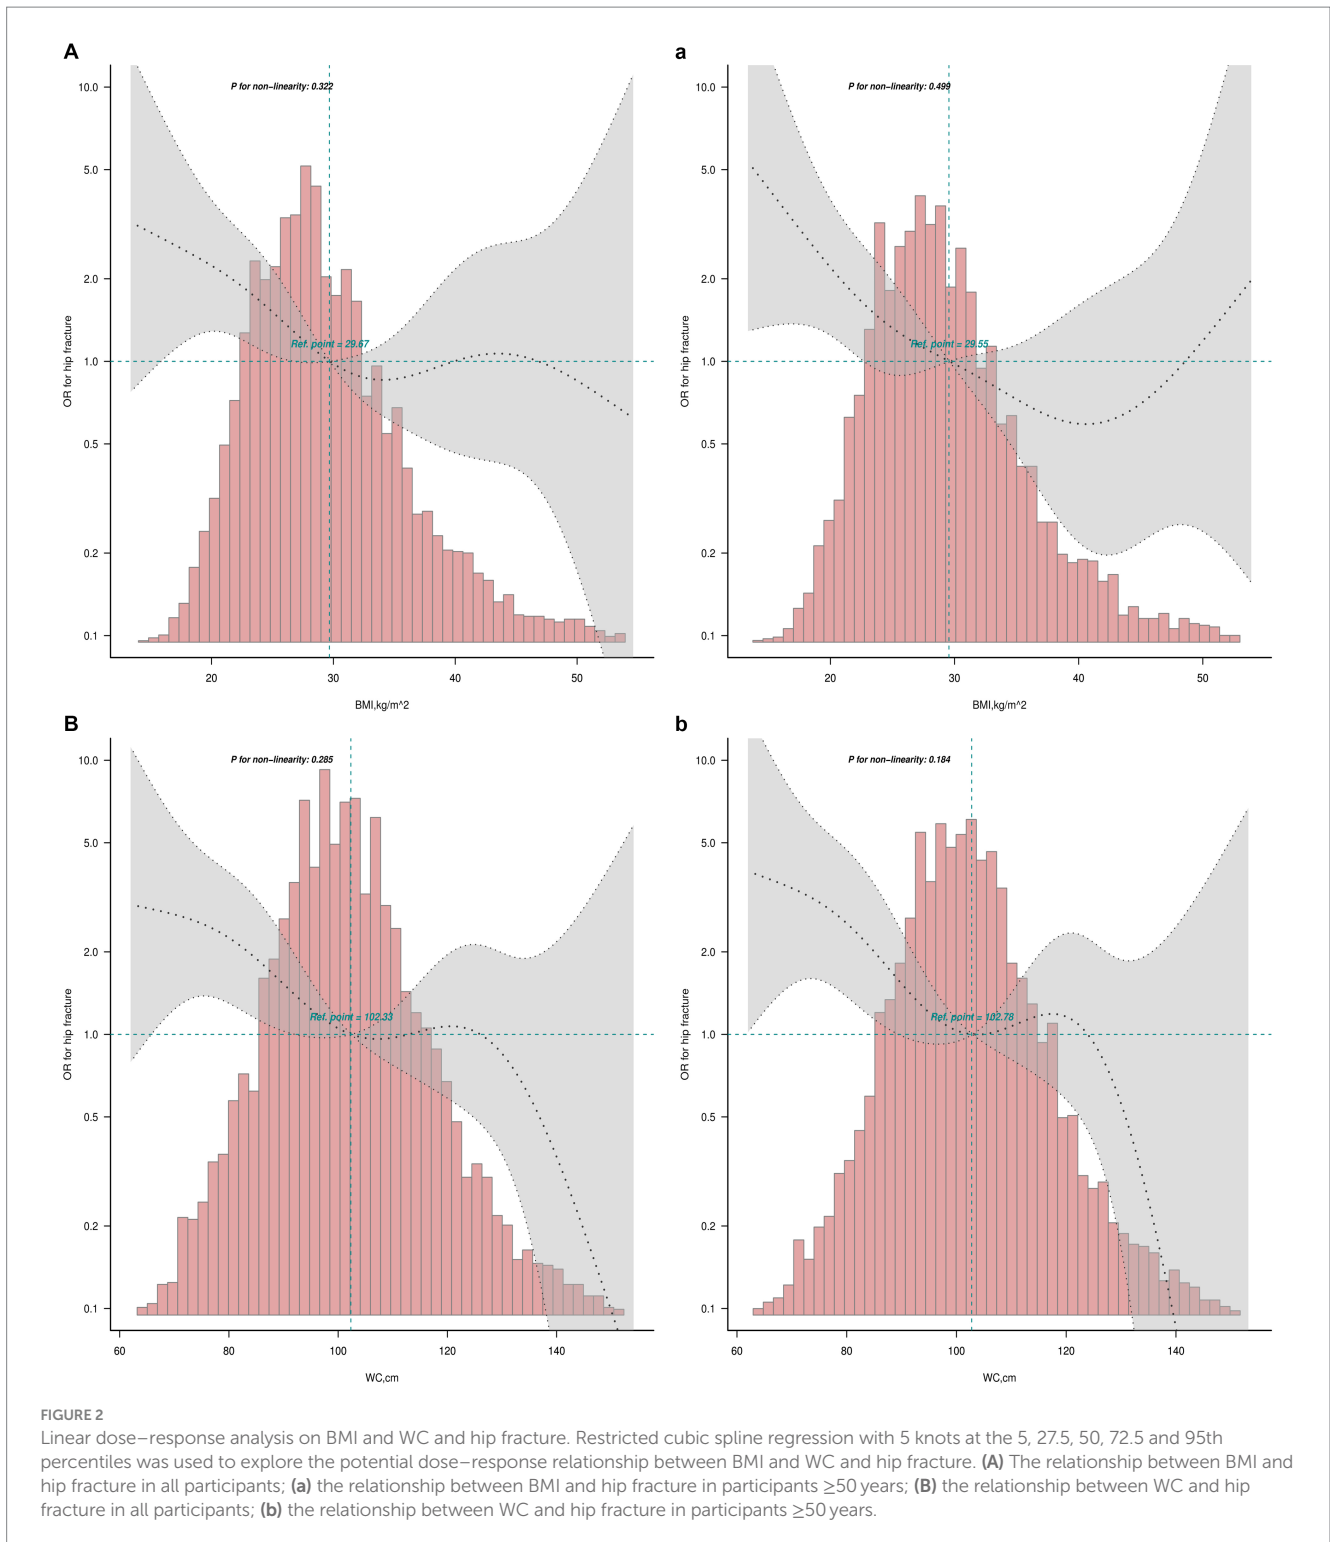 A
P for non−linearity: 0.322
10.0
5.0
2.0
1.0
0.5
0.2
0.1
OR for hip fracture
Ref. point = 29.67
20 30 40 50
BMI,kg/m^2
a
P for non−linearity: 0.499
10.0
5.0
2.0
1.0
0.5
0.2
0.1
OR for hip fracture
Ref. point = 29.55
20 30 40 50
BMI,kg/m^2
B
P for non−linearity: 0.285
10.0
5.0
2.0
1.0
0.5
0.2
0.1
OR for hip fracture
Ref. point = 102.33
60 80 100 120 140
WC,cm
b
P for non−linearity: 0.184
10.0
5.0
2.0
1.0
0.5
0.2
0.1
OR for hip fracture
Ref. point = 102.78
60 80 100 120 140
WC,cm
FIGURE 2
Linear dose–response analysis on BMI and WC and hip fracture. Restricted cubic spline regression with 5 knots at the 5, 27.5, 50, 72.5 and 95th
percentiles was used to explore the potential dose–response relationship between BMI and WC and hip fracture. (A) The relationship between BMI and
hip fracture in all participants; (a) the relationship between BMI and hip fracture in participants ≥50 years; (B) the relationship between WC and hip
fracture in all participants; (b) the relationship between WC and hip fracture in participants ≥50 years.